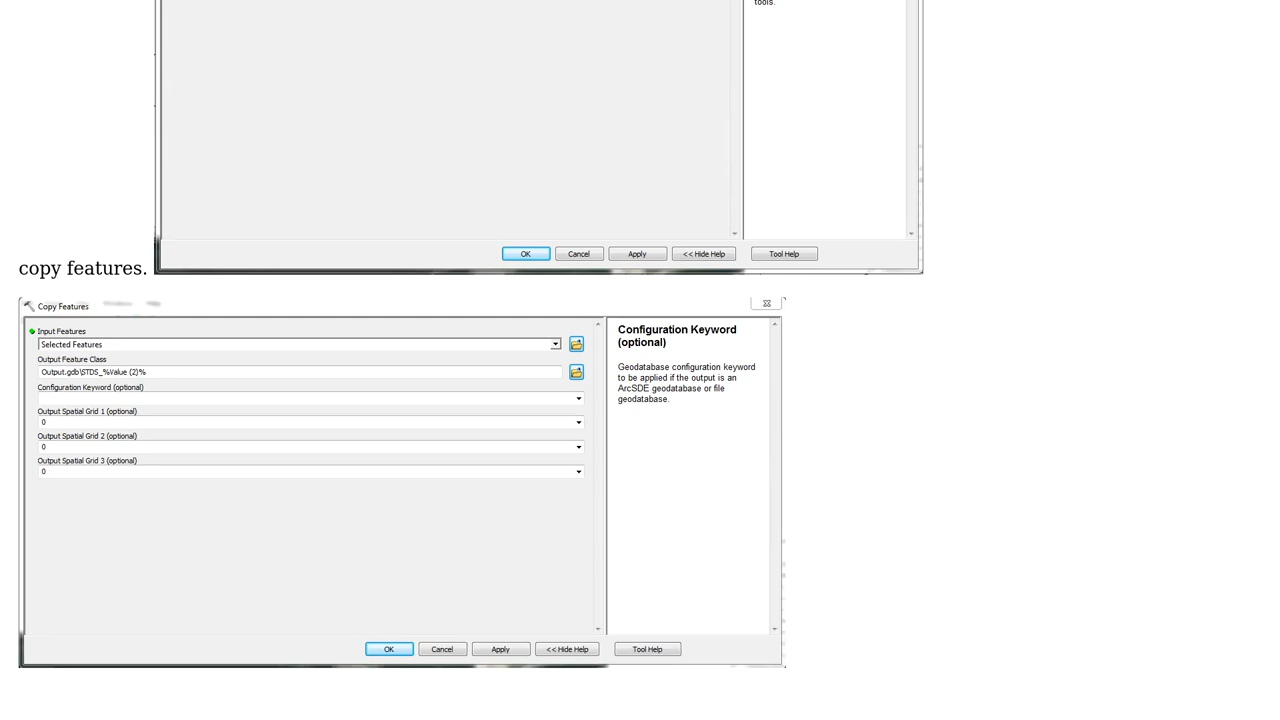 tools.
OK Cancel Apply << Hide Help Tool Help
copy features.
Copy Features
Input Features
Selected Features
Output Feature Class
Output.gdb\STDS_%Value (2)%
Configuration Keyword (optional)
Output Spatial Grid 1 (optional)
0
Output Spatial Grid 2 (optional)
0
Output Spatial Grid 3 (optional)
0
Configuration Keyword
(optional)
Geodatabase configuration keyword
to be applied if the output is an
ArcSDE geodatabase or file
geodatabase.
OK Cancel Apply << Hide Help Tool Help